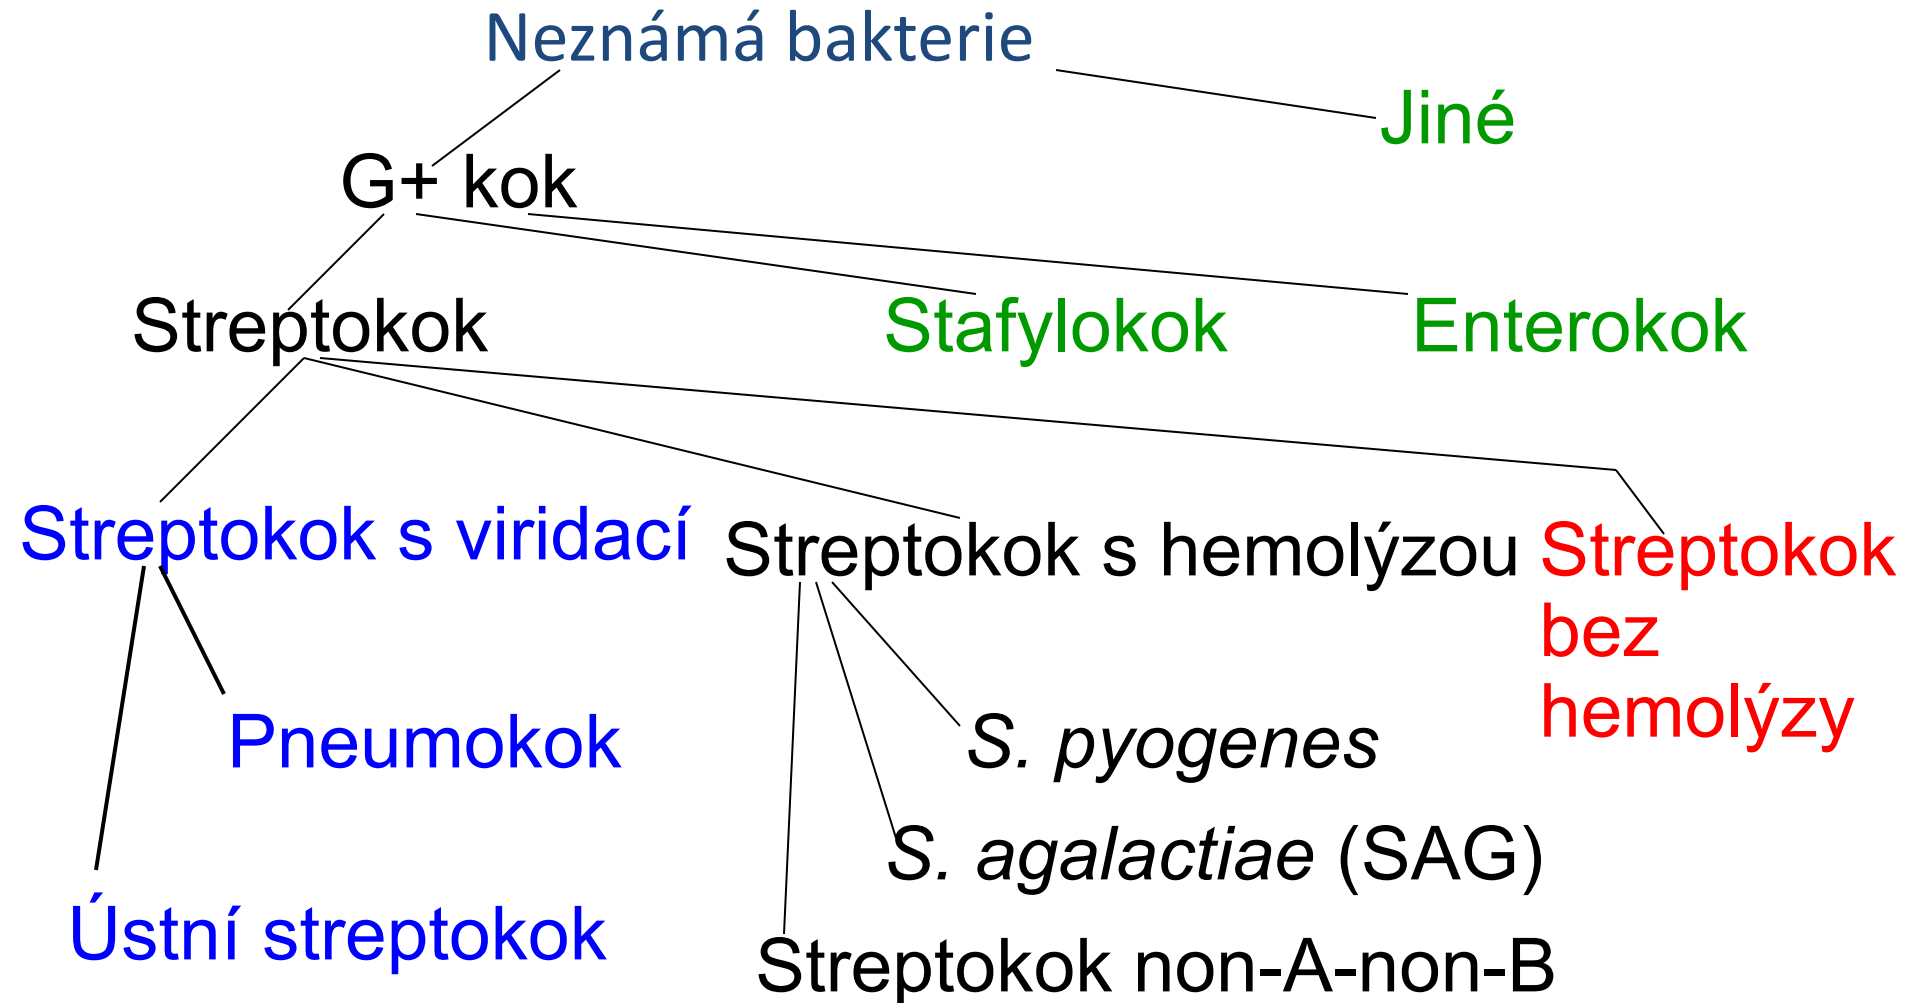 Neznámá bakterie
Jiné
G+ kok
Streptokok
Stafylokok
Enterokok
Streptokok s viridací
Streptokok s hemolýzou
Streptokok
bez
hemolýzy
Pneumokok
S. pyogenes
S. agalactiae (SAG)
Ústní streptokok
Streptokok non-A-non-B